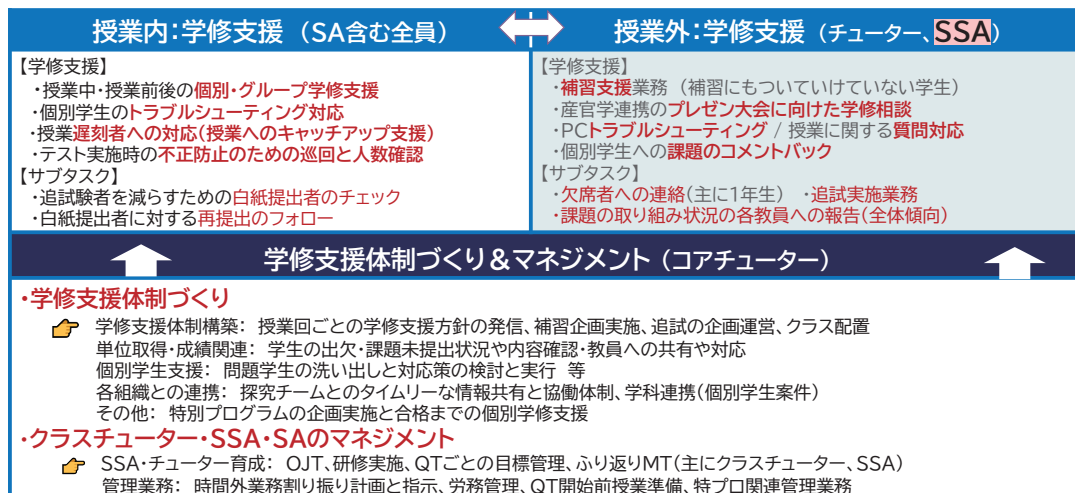 授業内:学修支援 (SA含む全員)
授業外:学修支援 (チューター、SSA)
【学修支援】
・授業中・授業前後の個別・グループ学修支援
・個別学生のトラブルシューティング対応
・授業遅刻者への対応(授業へのキャッチアップ支援)
・テスト実施時の不正防止のための巡回と人数確認
【サブタスク】
・追試験者を減らすための白紙提出者のチェック
・白紙提出者に対する再提出のフォロー
【学修支援】
・補習支援業務 (補習にもついていけていない学生)
・産官学連携のプレゼン大会に向けた学修相談
・PCトラブルシューティング / 授業に関する質問対応
・個別学生への課題のコメントバック
【サブタスク】
・欠席者への連絡(主に1年生) ・追試実施業務
・課題の取り組み状況の各教員への報告(全体傾向)
学修支援体制づくり&マネジメント (コアチューター)
・学修支援体制づくり
学修支援体制構築: 授業回ごとの学修支援方針の発信、補習企画実施、追試の企画運営、クラス配置
単位取得・成績関連: 学生の出欠・課題未提出状況や内容確認・教員への共有や対応
個別学生支援: 問題学生の洗い出しと対応策の検討と実行 等
各組織との連携: 探究チームとのタイムリーな情報共有と協働体制、学科連携(個別学生案件)
その他: 特別プログラムの企画実施と合格までの個別学修支援
・クラスチューター・SSA・SAのマネジメント
SSA・チューター育成: OJT、研修実施、QTごとの目標管理、ふり返りMT(主にクラスチューター、SSA)
管理業務: 時間外業務割り振り計画と指示、労務管理、QT開始前授業準備、特プロ関連管理業務